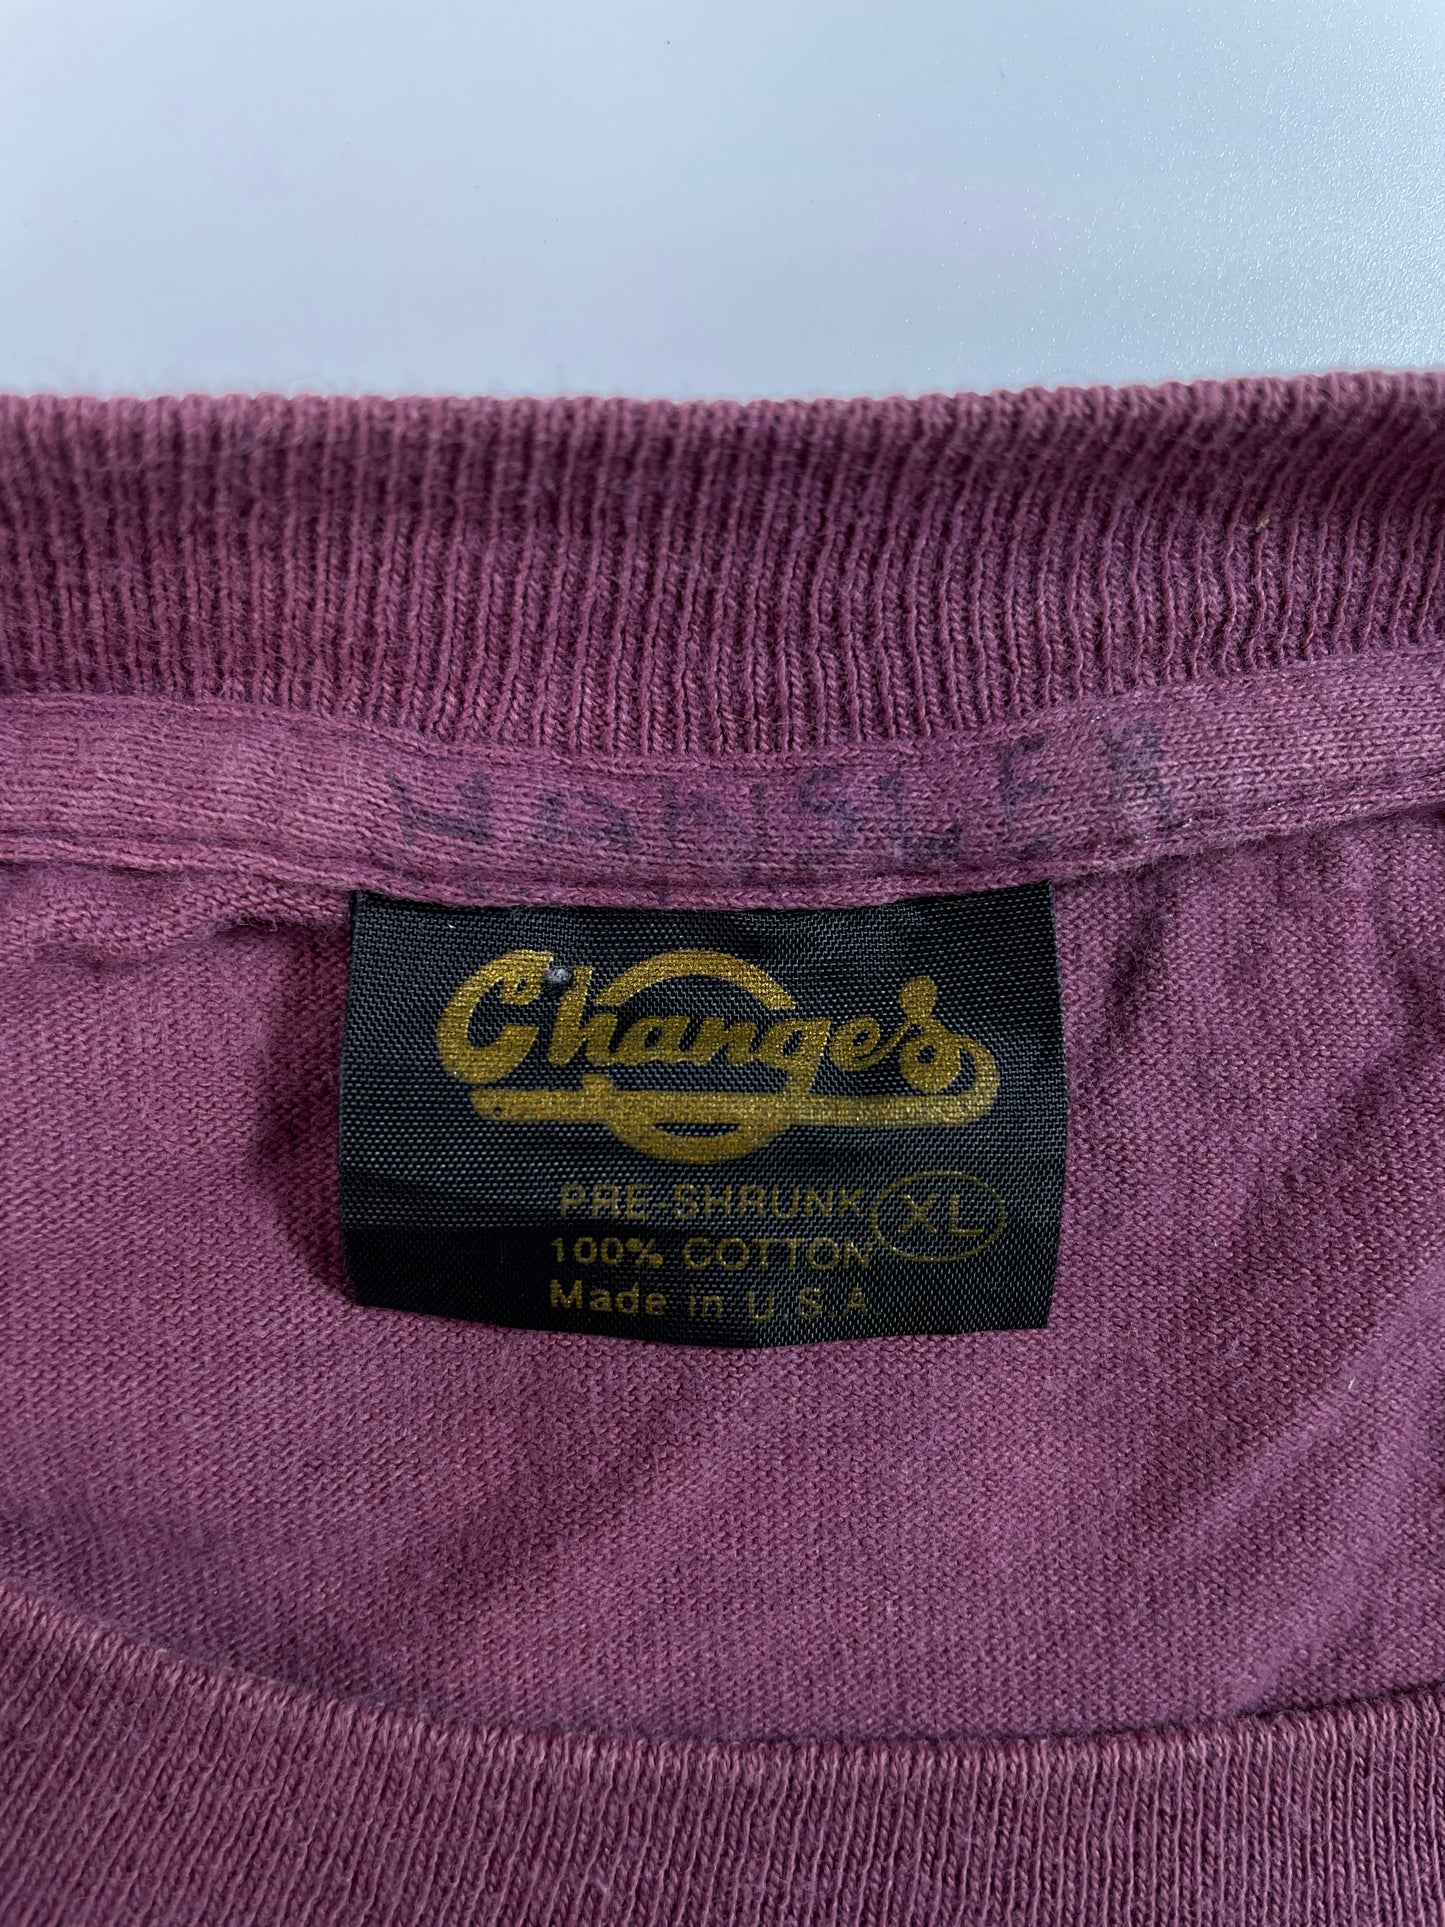 Changes
PRE-SHRUNK
100% COTTON
XL
Made in U.S.A